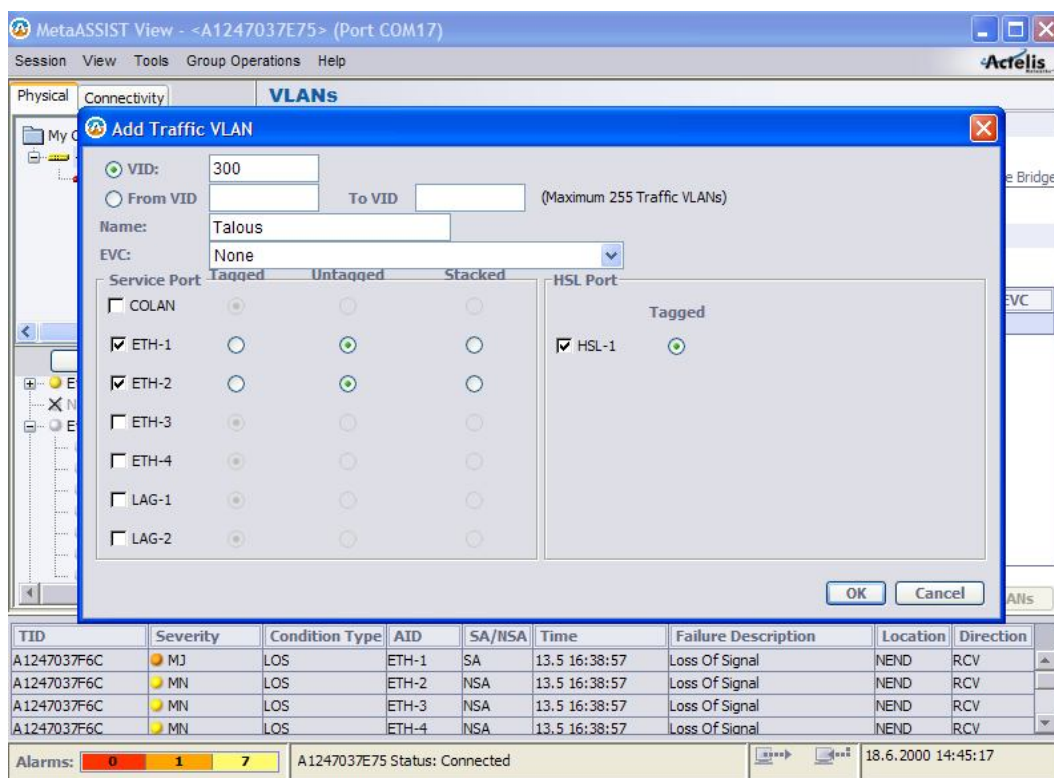 MetaASSIST View - <A1247037E75> (Port COM17)
Session View Tools Group Operations Help
Actelis
Physical Connectivity VLANs
My
Add Traffic VLAN
VID: 300
e Bridge
From VID To VID (Maximum 255 Traffic VLANs)
Name: Talous
EVC: None
Service Port Tagged Untagged Stacked HSL Port
COLAN Tagged
EVC
ETH-1 HSL-1
ETH-2
ETH-3
ETH-4
LAG-1
LAG-2
OK Cancel
ANs
TID Severity Condition Type AID SA/NSA Time Failure Description Location Direction
A1247037F6C MJ LOS ETH-1 SA 13.5 16:38:57 Loss Of Signal NEND RCV
A1247037F6C MN LOS ETH-2 NSA 13.5 16:38:57 Loss Of Signal NEND RCV
A1247037F6C MN LOS ETH-3 NSA 13.5 16:38:57 Loss Of Signal NEND RCV
A1247037F6C MN LOS ETH-4 NSA 13.5 16:38:57 Loss Of Signal NEND RCV
Alarms: 0 1 7 A1247037E75 Status: Connected 18.6.2000 14:45:17